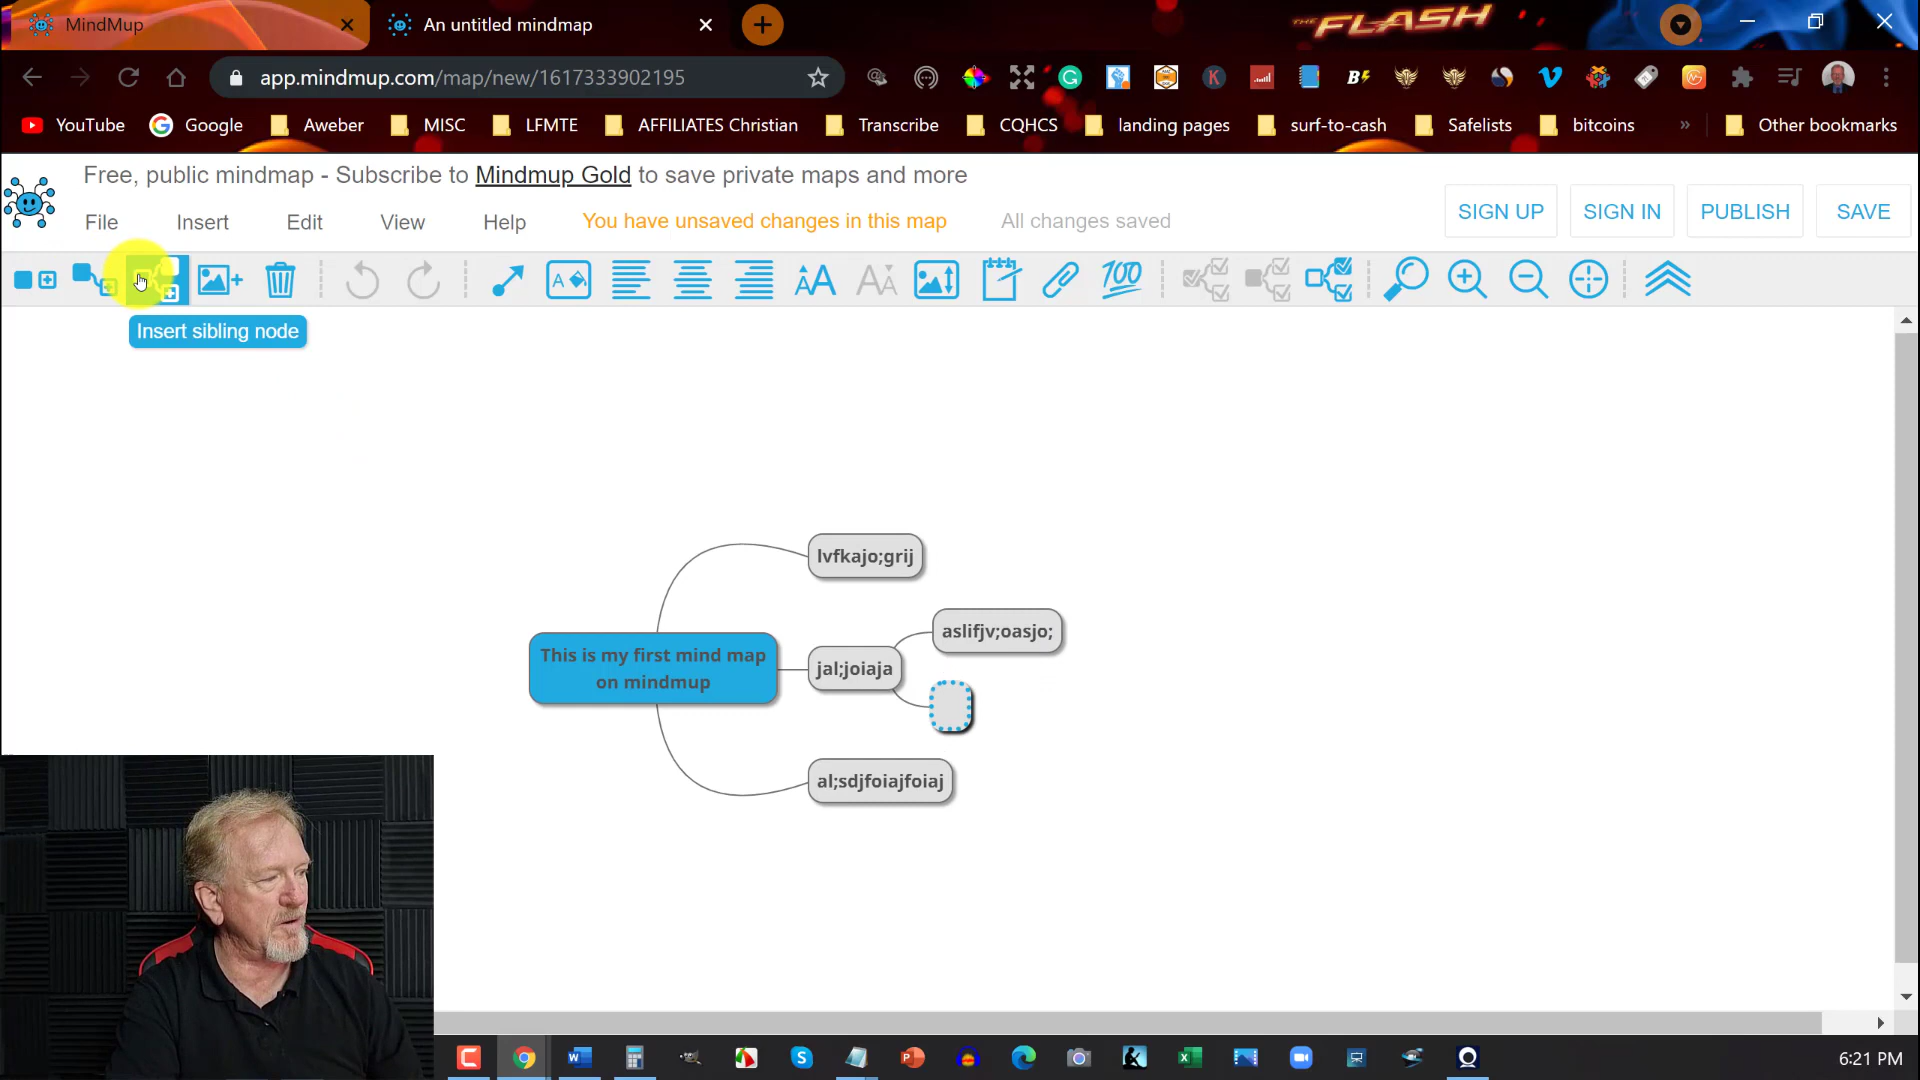 MindMup
An untitled mindmap
THE FLASH
app.mindmup.com/map/new/1617333902195
YouTube Google Aweber MISC LFMTE AFFILIATES Christian Transcribe CQHCS landing pages surf-to-cash Safelists bitcoins » Other bookmarks
Free, public mindmap - Subscribe to Mindmup Gold to save private maps and more
File Insert Edit View Help You have unsaved changes in this map All changes saved
SIGN UP SIGN IN PUBLISH SAVE
Insert sibling node
lvfkajo;grij
aslifjv;oasjo;
This is my first mind map
on mindmup
jal;joiaja
al;sdjfoiajfoiaj
6:21 PM